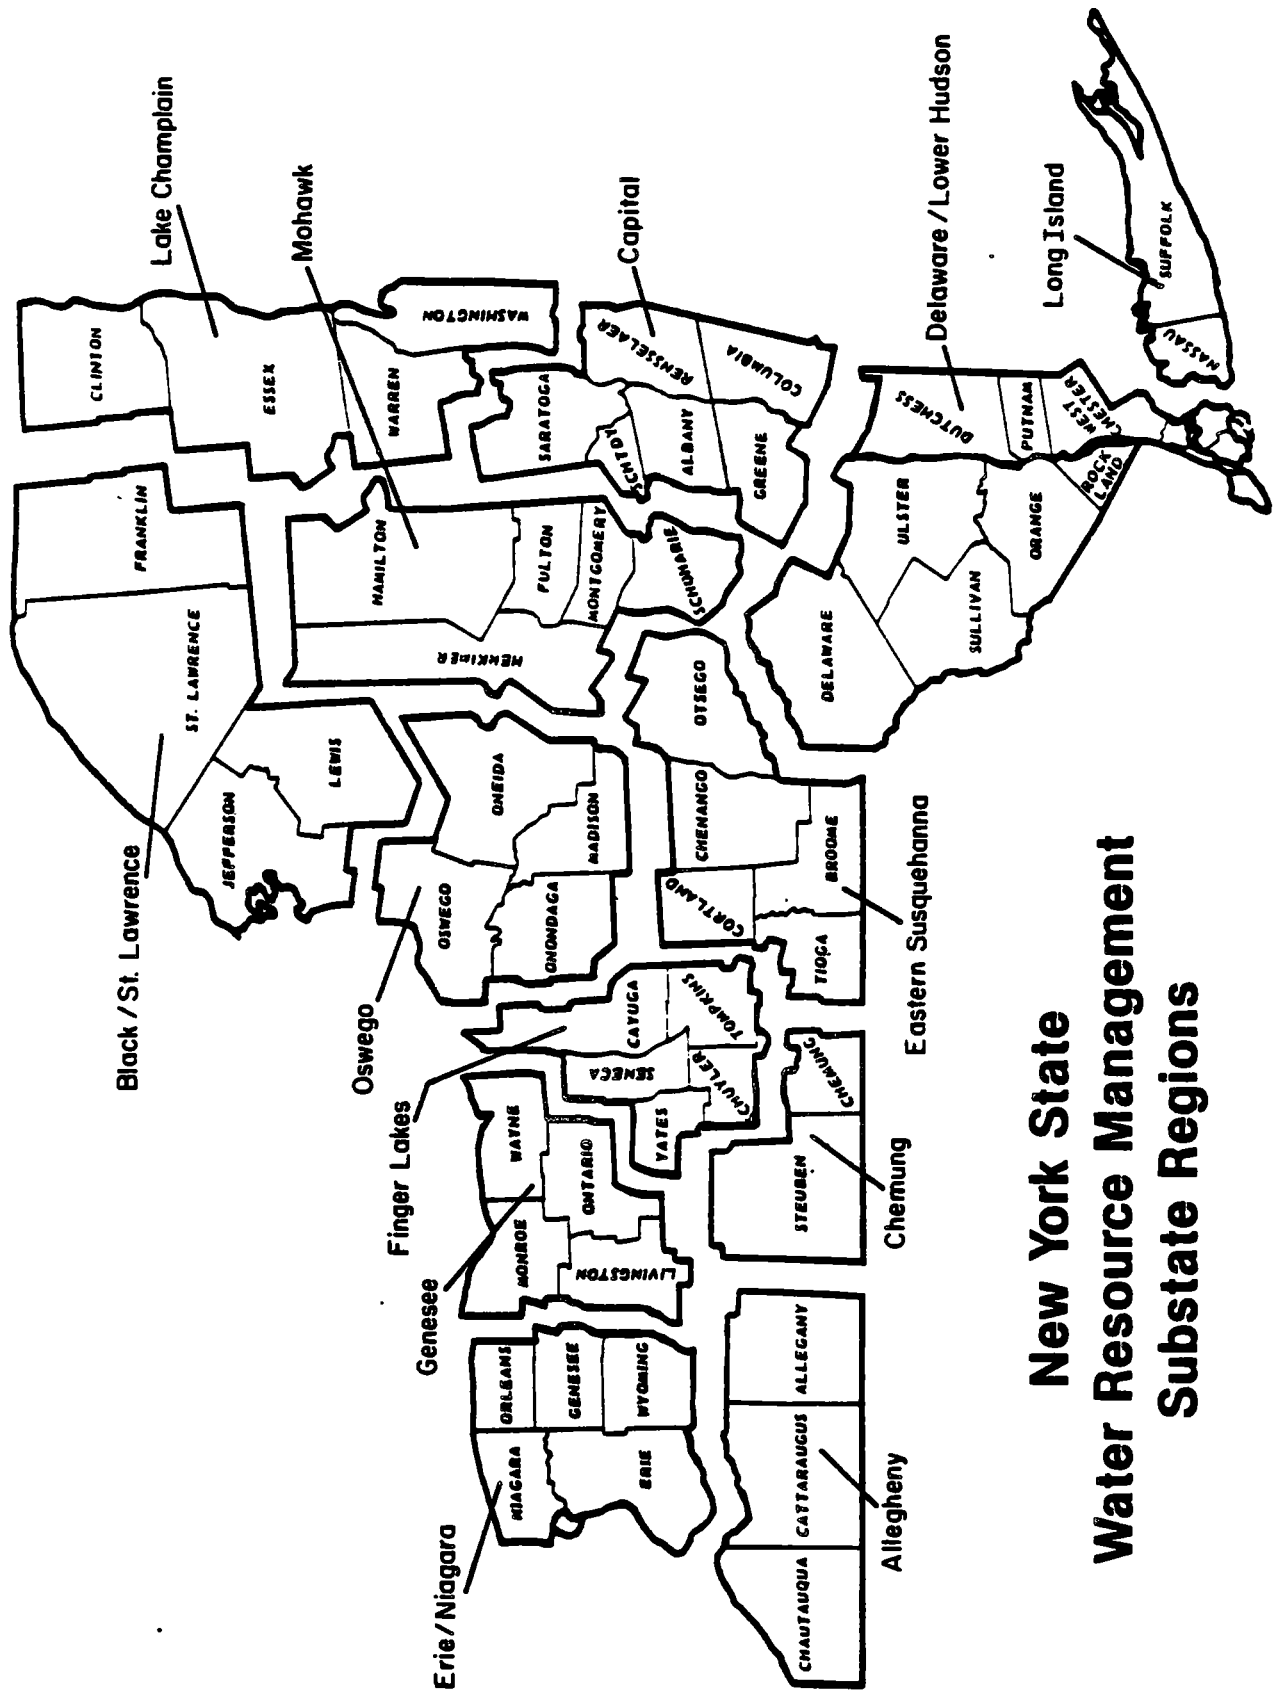 Black / St. Lawrence
Lake Champlain
Mohawk
Oswego
Finger Lakes
Genesee
Erie/Niagara
Capital
Delaware / Lower Hudson
Long Island
Eastern Susquehanna
Chemung
Allegheny
CLINTON
FRANKLIN
ST. LAWRENCE
ESSEX
JEFFERSON
LEWIS
HAMILTON
WARREN
WASHINGTON
HERKIMER
ONEIDA
OSWEGO
FULTON
SARATOGA
MONTGOMERY
SCHTDY
RENSSELAER
ALBANY
SCHOHARIE
COLUMBIA
GREENE
MADISON
ONONDAGA
OTSEGO
CHENANGO
CORTLAND
BROOME
TIOGA
CAYUGA
TOMPKINS
SENECA
CHUYLER
YATES
WAYNE
ONTARIO
MONROE
LIVINGSTON
ORLEANS
GENESEE
WYOMING
NIAGARA
ERIE
CHEMUNG
STEUBEN
ALLEGANY
CATTARAUGUS
CHAUTAUQUA
DELAWARE
ULSTER
SULLIVAN
ORANGE
DUTCHESS
PUTNAM
WEST
CHESTER
ROCK
LAND
NASSAU
SUFFOLK
New York State
Water Resource Management
Substate Regions